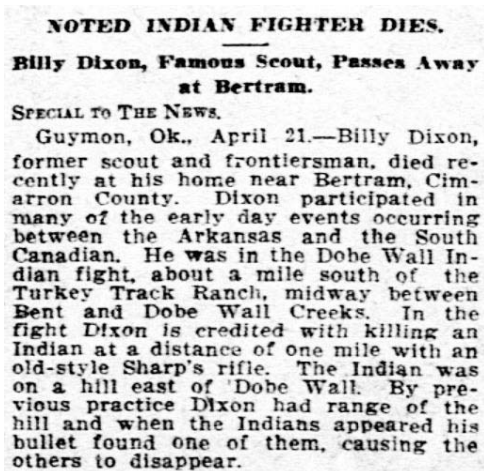 NOTED INDIAN FIGHTER DIES.
Billy Dixon, Famous Scout, Passes Away
at Bertram.
SPECIAL TO THE NEWS.
Guymon, Ok., April 21.—Billy Dixon,
former scout and frontiersman, died re-
cently at his home near Bertram, Cim-
arron County. Dixon participated in
many of the early day events occurring
between the Arkansas and the South
Canadian. He was in the Dobe Wall In-
dian fight, about a mile south of the
Turkey Track Ranch, midway between
Bent and Dobe Wall Creeks. In the
fight Dixon is credited with killing an
Indian at a distance of one mile with an
old-style Sharp's rifle. The Indian was
on a hill east of 'Dobe Wall. By pre-
vious practice Dixon had range of the
hill and when the Indians appeared his
bullet found one of them, causing the
others to disappear.